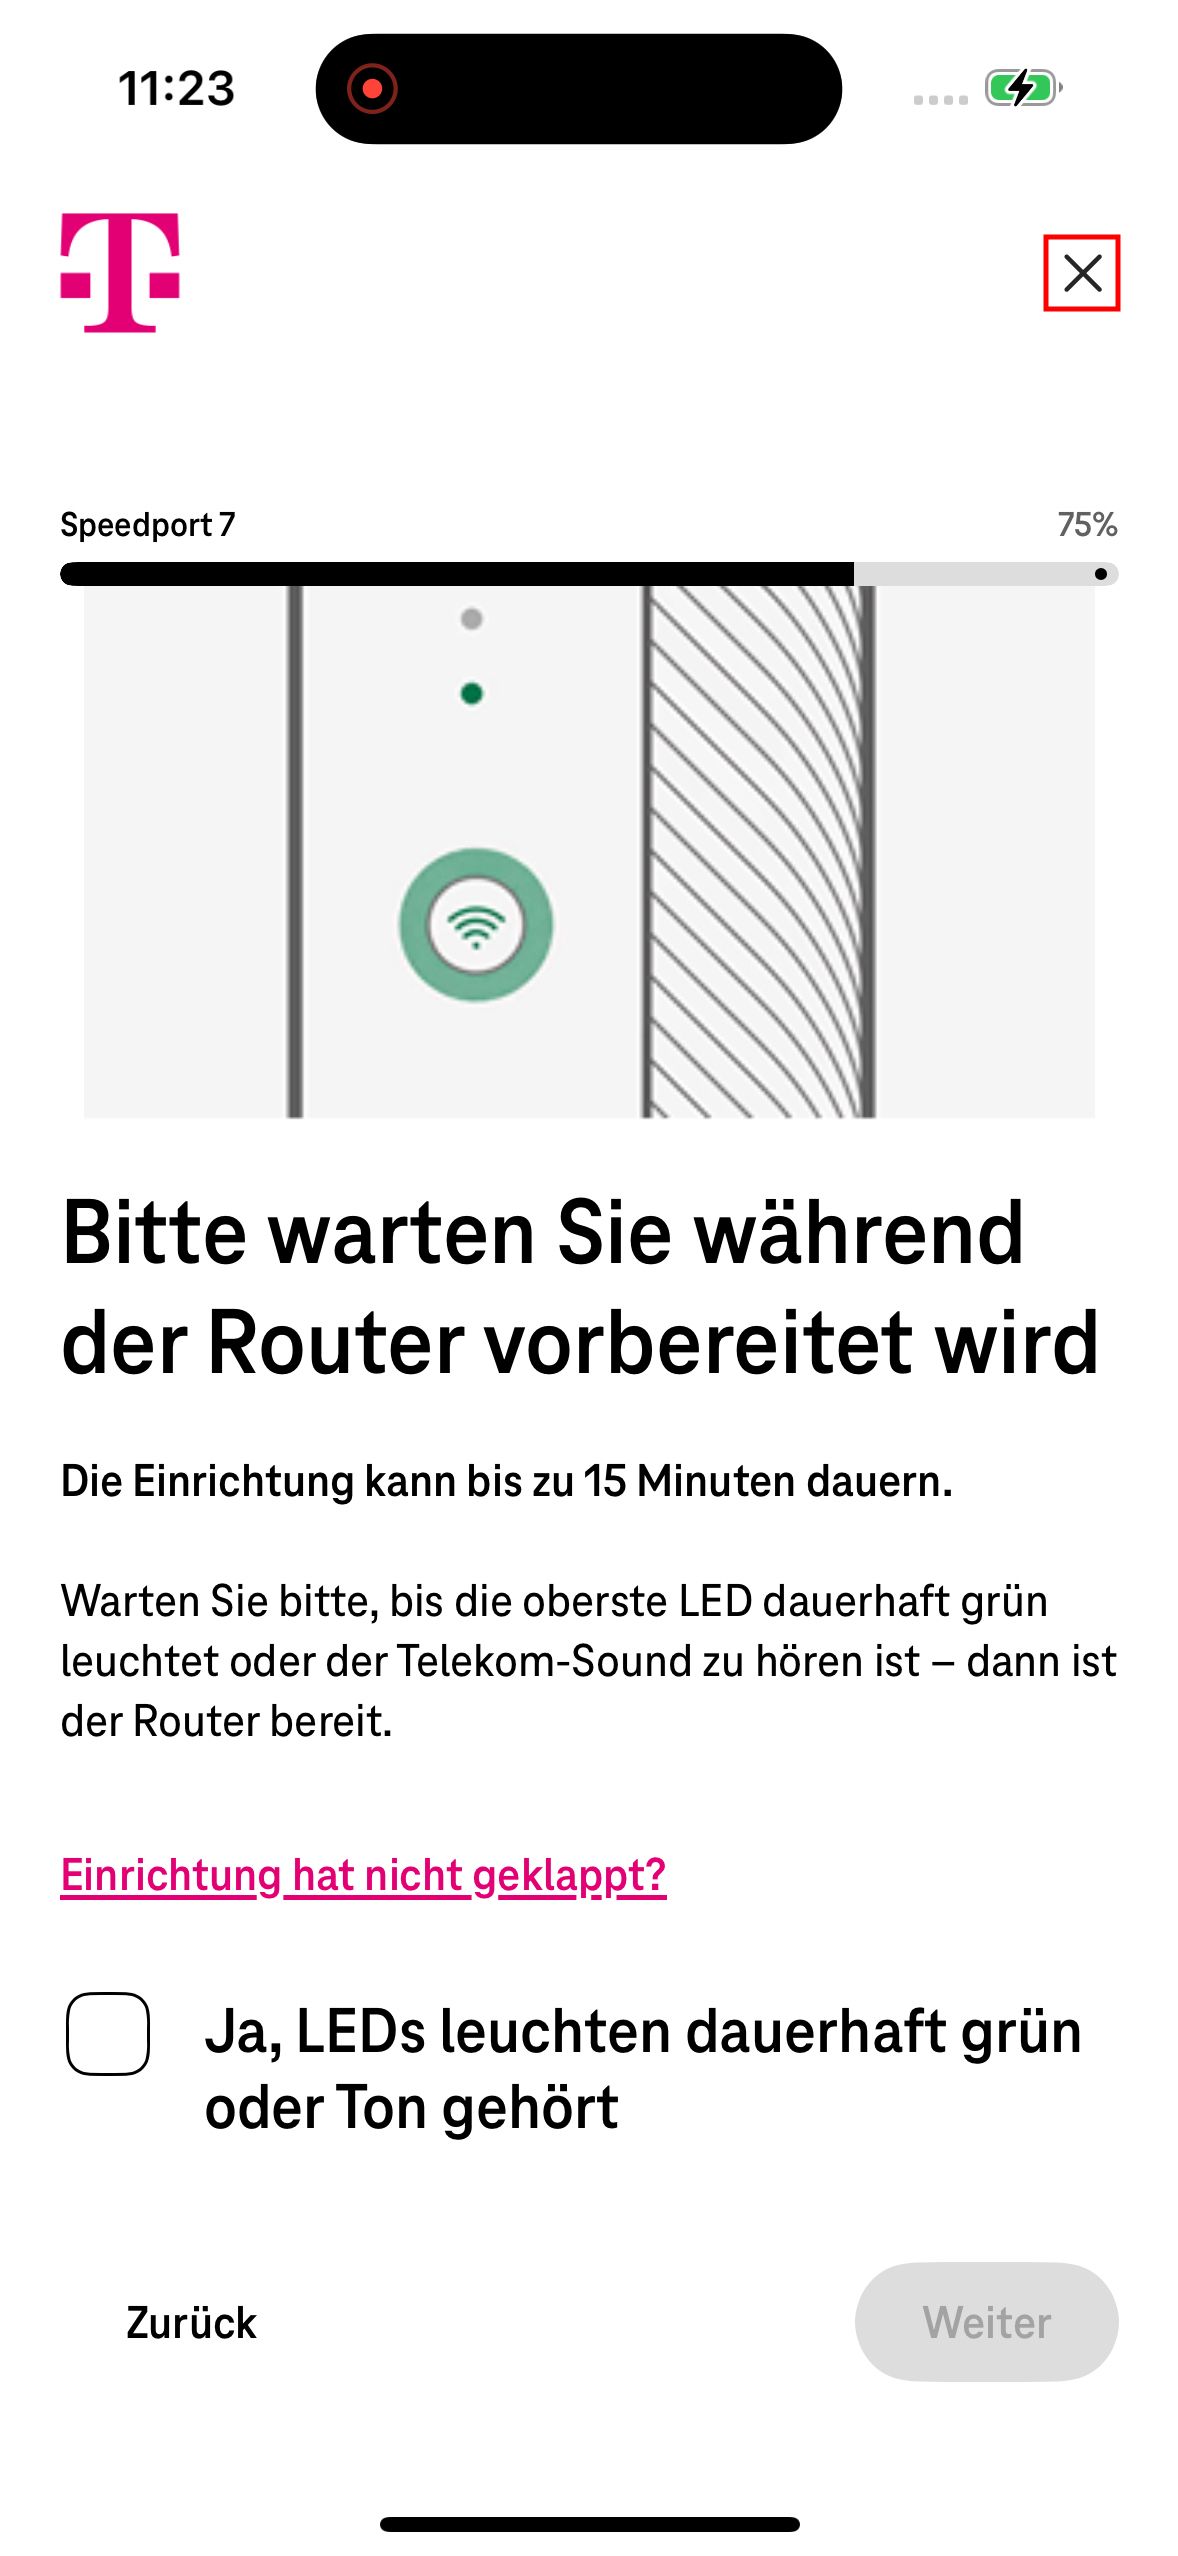 11:23
Speedport 7
75%
Bitte warten Sie während
der Router vorbereitet wird
Die Einrichtung kann bis zu 15 Minuten dauern.
Warten Sie bitte, bis die oberste LED dauerhaft grün
leuchtet oder der Telekom-Sound zu hören ist – dann ist
der Router bereit.
Einrichtung hat nicht geklappt?
Ja, LEDs leuchten dauerhaft grün
oder Ton gehört
Zurück
Weiter